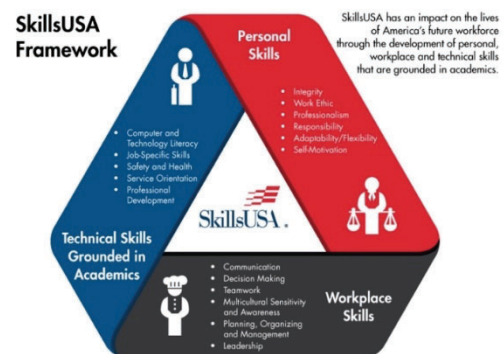 SkillsUSA
Framework
SkillsUSA has an impact on the lives
of America's future workforce
through the development of personal,
workplace and technical skills
that are grounded in academics.
Personal
Skills
• Integrity
• Work Ethic
• Professionalism
• Responsibility
• Adaptability/Flexibility
• Self-Motivation
• Computer and
Technology Literacy
• Job-Specific Skills
• Safety and Health
• Service Orientation
• Professional
Development
SkillsUSA®
Technical Skills
Grounded in
Academics
• Communication
• Decision Making
• Teamwork
• Multicultural Sensitivity
and Awareness
• Planning, Organizing
and Management
• Leadership
Workplace
Skills